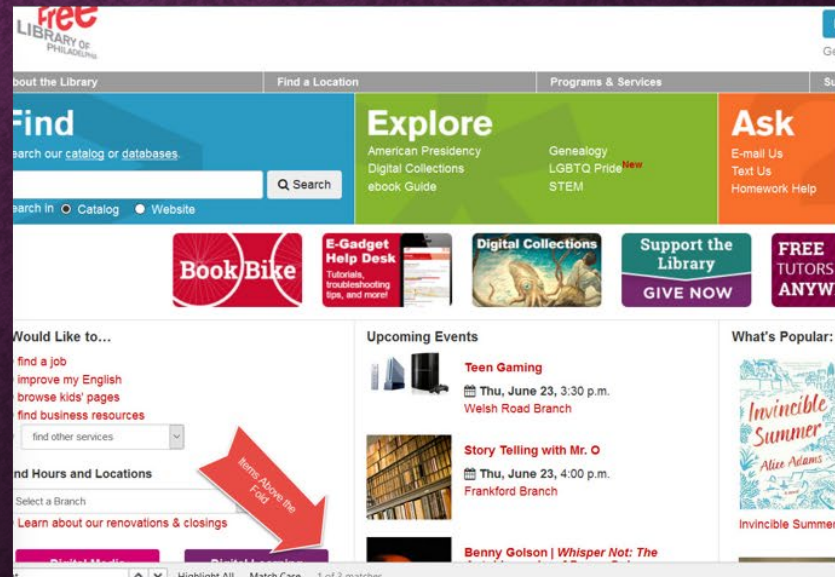 Free
LIBRARY OF
PHILADELPHIA
bout the Library
Find a Location
Programs & Services
Find
earch our catalog or databases.
Search
earch in Catalog Website
Explore
American Presidency
Digital Collections
ebook Guide
Genealogy
LGBTQ Pride New
STEM
Ask
E-mail Us
Text Us
Homework Help
Book Bike
E-Gadget
Help Desk
Tutorials,
troubleshooting
tips, and more!
Digital Collections
Support the
Library
GIVE NOW
FREE
TUTORS
Would Like to...
find a job
improve my English
browse kids' pages
find business resources
find other services
nd Hours and Locations
Select a Branch
Learn about our renovations & closings
Digital Media
Digital Learning
Items Above the
Fold
Upcoming Events
Teen Gaming
Thu, June 23, 3:30 p.m.
Welsh Road Branch
Story Telling with Mr. O
Thu, June 23, 4:00 p.m.
Frankford Branch
Benny Golson | Whisper Not: The
What's Popular:
Invincible
Summer
Alice Adams
Invincible Summer
Highlight All Match Case 1 of 3 matches